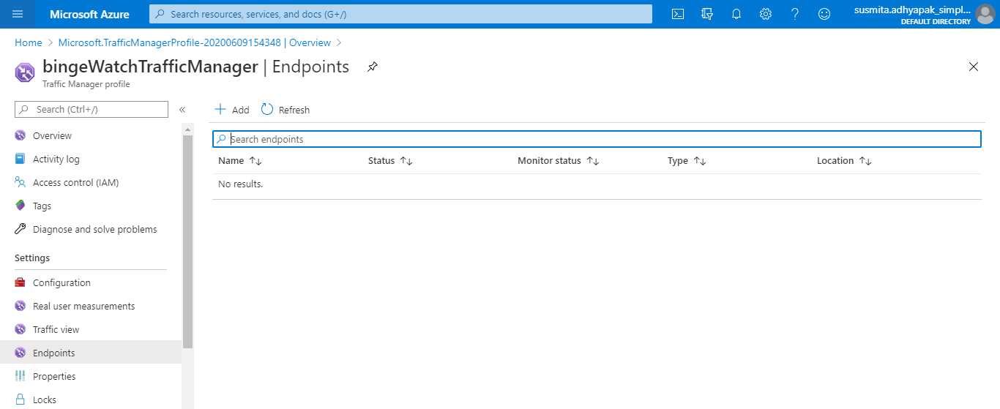 Microsoft Azure
Search resources, services, and docs (G+/)
susmita.adhyapak_simpl...
DEFAULT DIRECTORY
Home > Microsoft.TrafficManagerProfile-20200609154348 | Overview >
bingeWatchTrafficManager | Endpoints
Traffic Manager profile
Search (Ctrl+/)
«
Add
Refresh
Overview
Activity log
Access control (IAM)
Tags
Diagnose and solve problems
Settings
Configuration
Real user measurements
Traffic view
Endpoints
Properties
Locks
Search endpoints
Name Status Monitor status Type Location
No results.